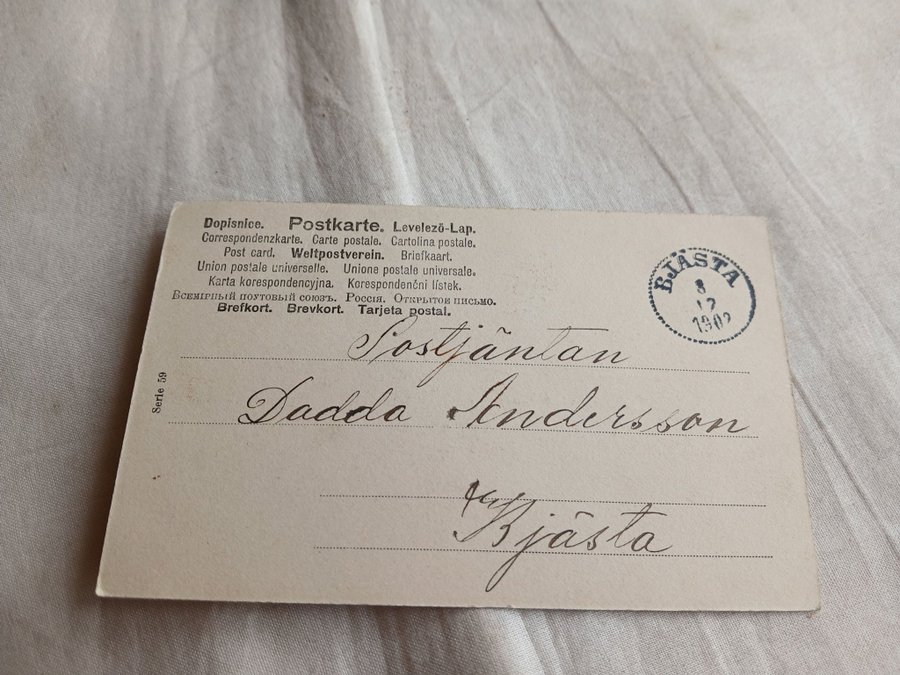 Dopisnice. Postkarte. Levelezö-Lap.
Correspondenzkarte. Carte postale. Cartolina postale.
Post card. Weltpostverein. Briefkaart.
Union postale universelle. Unione postale universale.
Karta korespondencyjna. Korespondenční lístek.
Всемірный поутовый союзъ. Россія. Открытое письмо.
Brefkort. Brevkort. Tarjeta postal.
BJÄSTA
8
12
1902
Postjäntan
Dadda Andersson
Bjästa
Serie 59